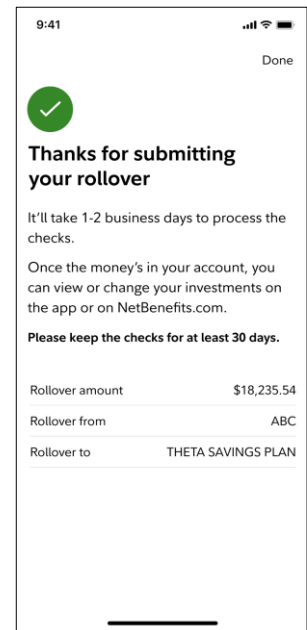 9:41
Done
Thanks for submitting
your rollover
It'll take 1-2 business days to process the
checks.
Once the money's in your account, you
can view or change your investments on
the app or on NetBenefits.com.
Please keep the checks for at least 30 days.
Rollover amount $18,235.54
Rollover from ABC
Rollover to THETA SAVINGS PLAN